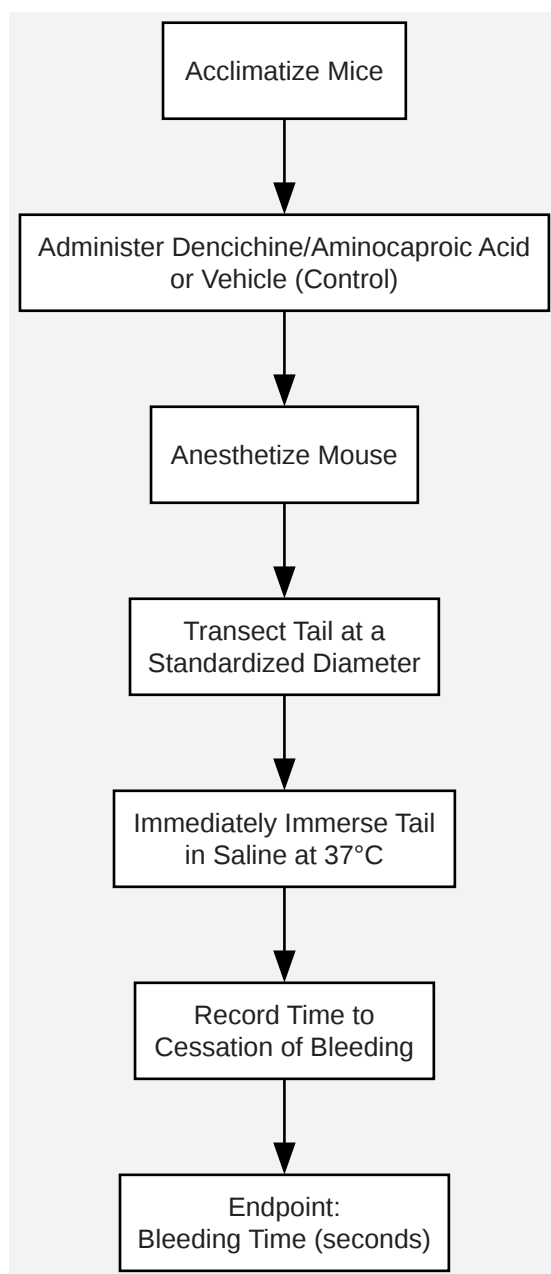 Acclimatize Mice
Administer Dencichine/Aminocaproic Acid
or Vehicle (Control)
Anesthetize Mouse
Transect Tail at a
Standardized Diameter
Immediately Immerse Tail
in Saline at 37°C
Record Time to
Cessation of Bleeding
Endpoint:
Bleeding Time (seconds)